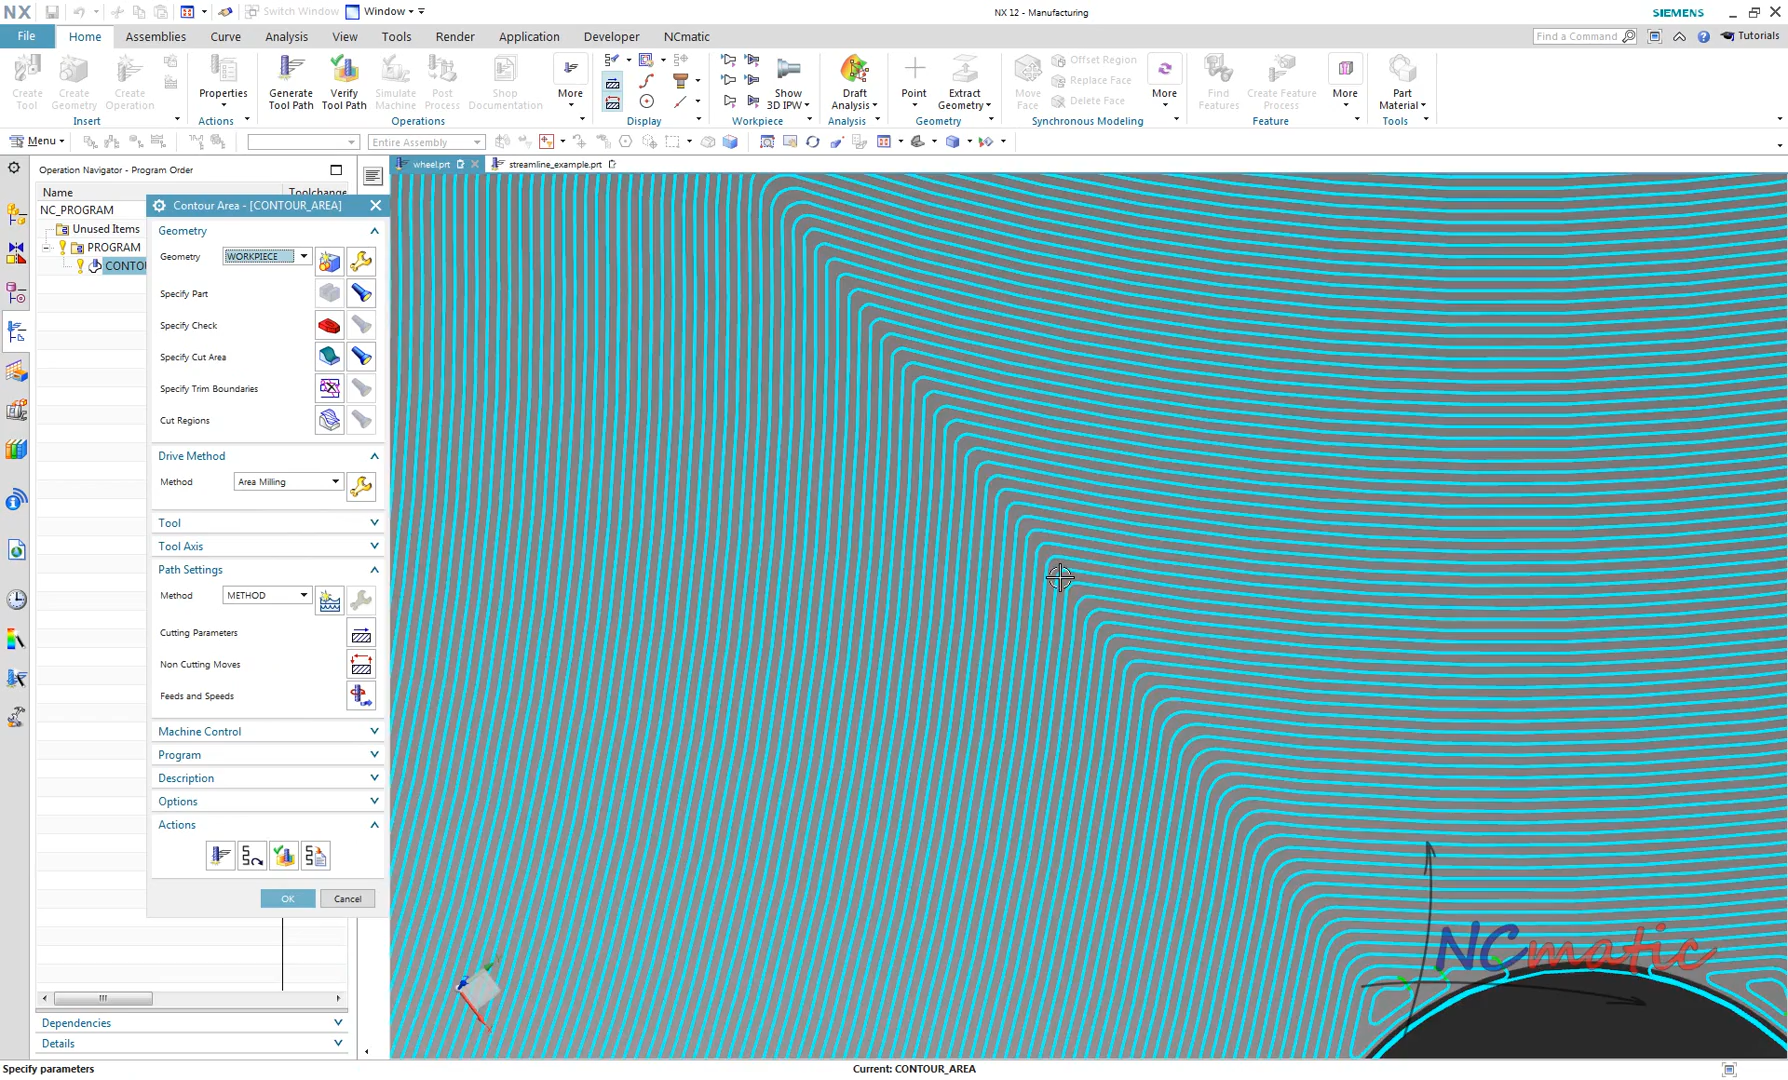 NX
Switch Window
Window
NX 12 - Manufacturing
SIEMENS
File
Home
Assemblies
Curve
Analysis
View
Tools
Render
Application
Developer
NCmatic
Find a Command
Tutorials
Create Tool
Create Geometry
Create Operation
Properties
Generate Tool Path
Verify Tool Path
Simulate Machine
Post Process
Shop Documentation
More
Show 3D IPW
Draft Analysis
Point
Extract Geometry
Move Face
Offset Region
Replace Face
Delete Face
More
Find Features
Create Feature Process
More
Part Material
Insert
Actions
Operations
Display
Workpiece
Analysis
Geometry
Synchronous Modeling
Feature
Tools
Menu
Entire Assembly
Operation Navigator - Program Order
wheel.prt
streamline_example.prt
Name
Toolchange
NC_PROGRAM
Unused Items
PROGRAM
CONTOU
Contour Area - [CONTOUR_AREA]
Geometry
Geometry
WORKPIECE
Specify Part
Specify Check
Specify Cut Area
Specify Trim Boundaries
Cut Regions
Drive Method
Method
Area Milling
Tool
Tool Axis
Path Settings
Method
METHOD
Cutting Parameters
Non Cutting Moves
Feeds and Speeds
Machine Control
Program
Description
Options
Actions
OK
Cancel
NCmatic
Dependencies
Details
Specify parameters
Current: CONTOUR_AREA